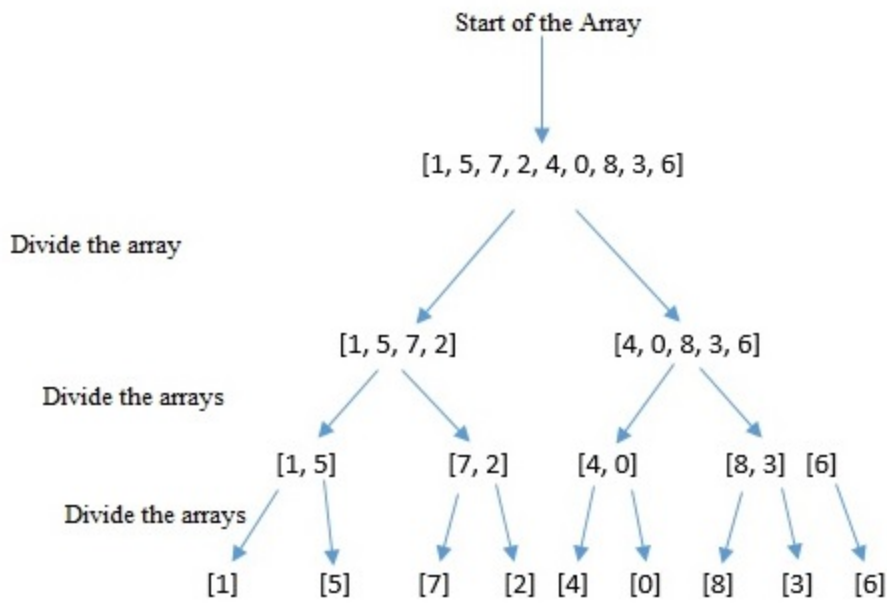 Start of the Array
[1, 5, 7, 2, 4, 0, 8, 3, 6]
Divide the array
[1, 5, 7, 2]
[4, 0, 8, 3, 6]
Divide the arrays
[1, 5]
[7, 2]
[4, 0]
[8, 3]
[6]
Divide the arrays
[1]
[5]
[7]
[2]
[4]
[0]
[8]
[3]
[6]